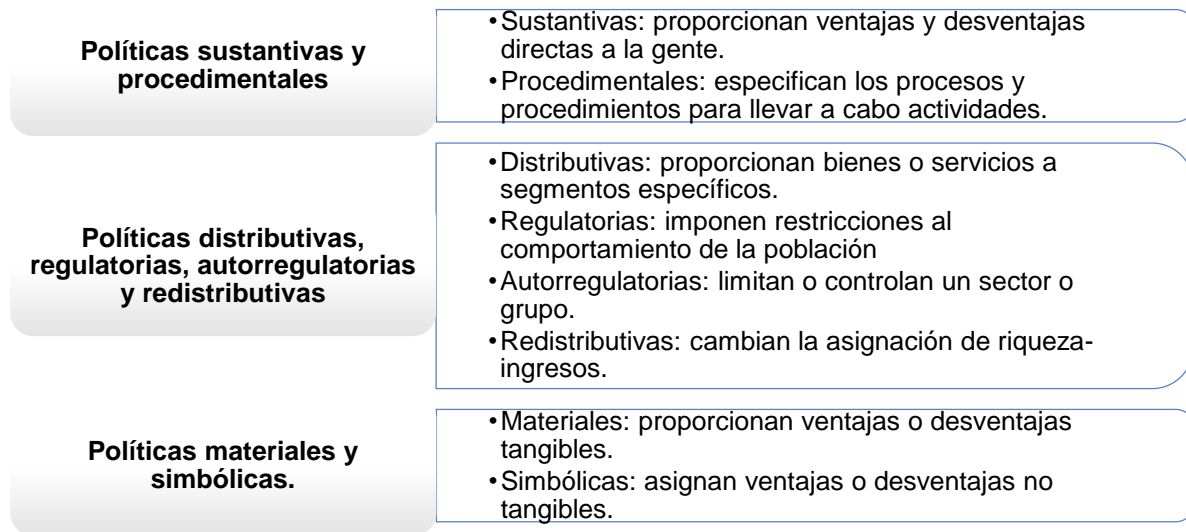 Políticas sustantivas y
procedimentales
•Sustantivas: proporcionan ventajas y desventajas
directas a la gente.
•Procedimentales: especifican los procesos y
procedimientos para llevar a cabo actividades.
Políticas distributivas,
regulatorias, autorregulatorias
y redistributivas
•Distributivas: proporcionan bienes o servicios a
segmentos específicos.
•Regulatorias: imponen restricciones al
comportamiento de la población
•Autorregulatorias: limitan o controlan un sector o
grupo.
•Redistributivas: cambian la asignación de riqueza-
ingresos.
Políticas materiales y
simbólicas.
•Materiales: proporcionan ventajas o desventajas
tangibles.
•Simbólicas: asignan ventajas o desventajas no
tangibles.